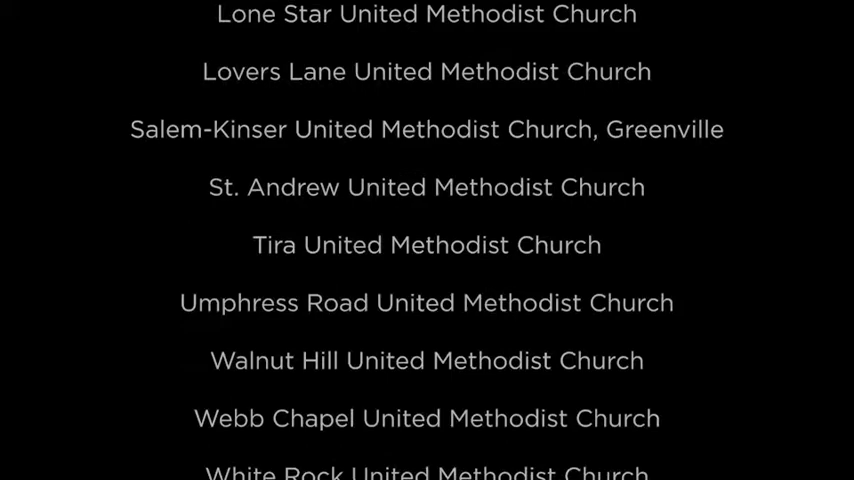 Lone Star United Methodist Church
Lovers Lane United Methodist Church
Salem-Kinser United Methodist Church, Greenville
St. Andrew United Methodist Church
Tira United Methodist Church
Umphress Road United Methodist Church
Walnut Hill United Methodist Church
Webb Chapel United Methodist Church
White Rock United Methodist Church